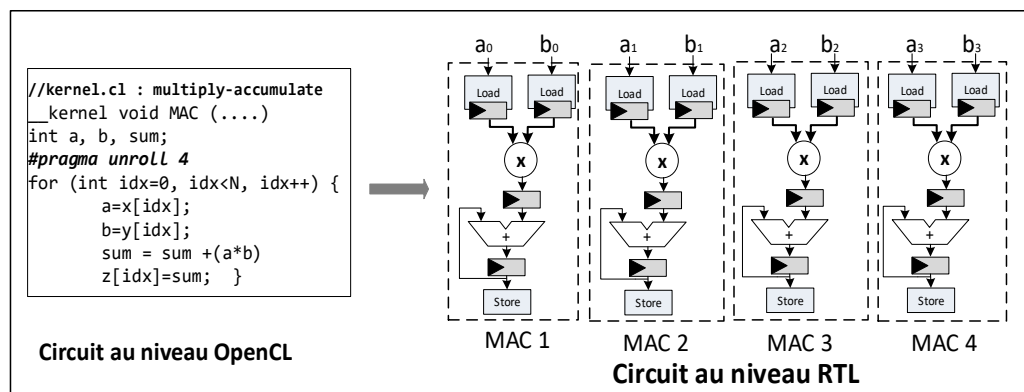 //kernel.cl : multiply-accumulate
__kernel void MAC (....)
int a, b, sum;
#pragma unroll 4
for (int idx=0, idx<N, idx++) {
a=x[idx];
b=y[idx];
sum = sum +(a*b)
z[idx]=sum; }
Circuit au niveau OpenCL
a0 b0 a1 b1 a2 b2 a3 b3
Load Load Load Load Load Load Load Load
x x x x
+ + + +
Store Store Store Store
MAC 1 MAC 2 MAC 3 MAC 4
Circuit au niveau RTL